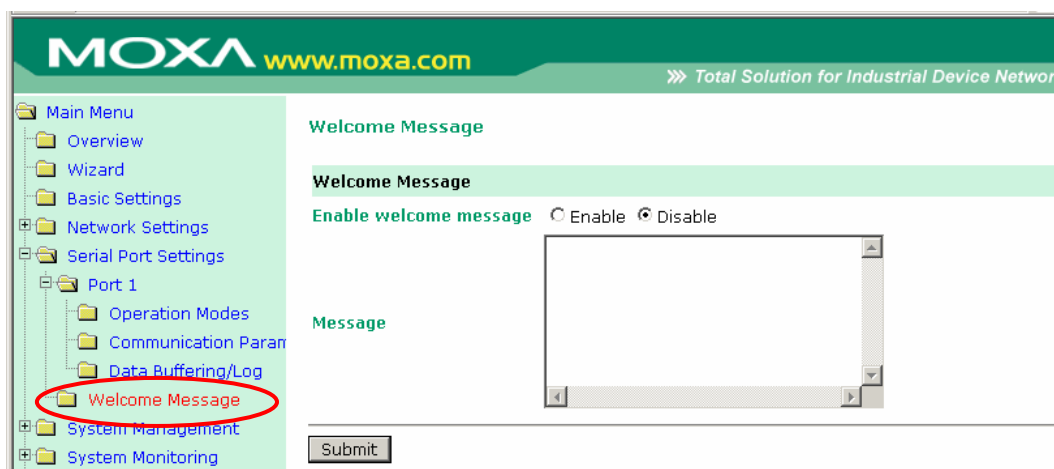 MOXA www.moxa.com
Total Solution for Industrial Device Networ
Main Menu
Overview
Wizard
Basic Settings
Network Settings
Serial Port Settings
Port 1
Operation Modes
Communication Param
Data Buffering/Log
Welcome Message
System Management
System Monitoring
Welcome Message
Welcome Message
Enable welcome message Enable Disable
Message
Submit